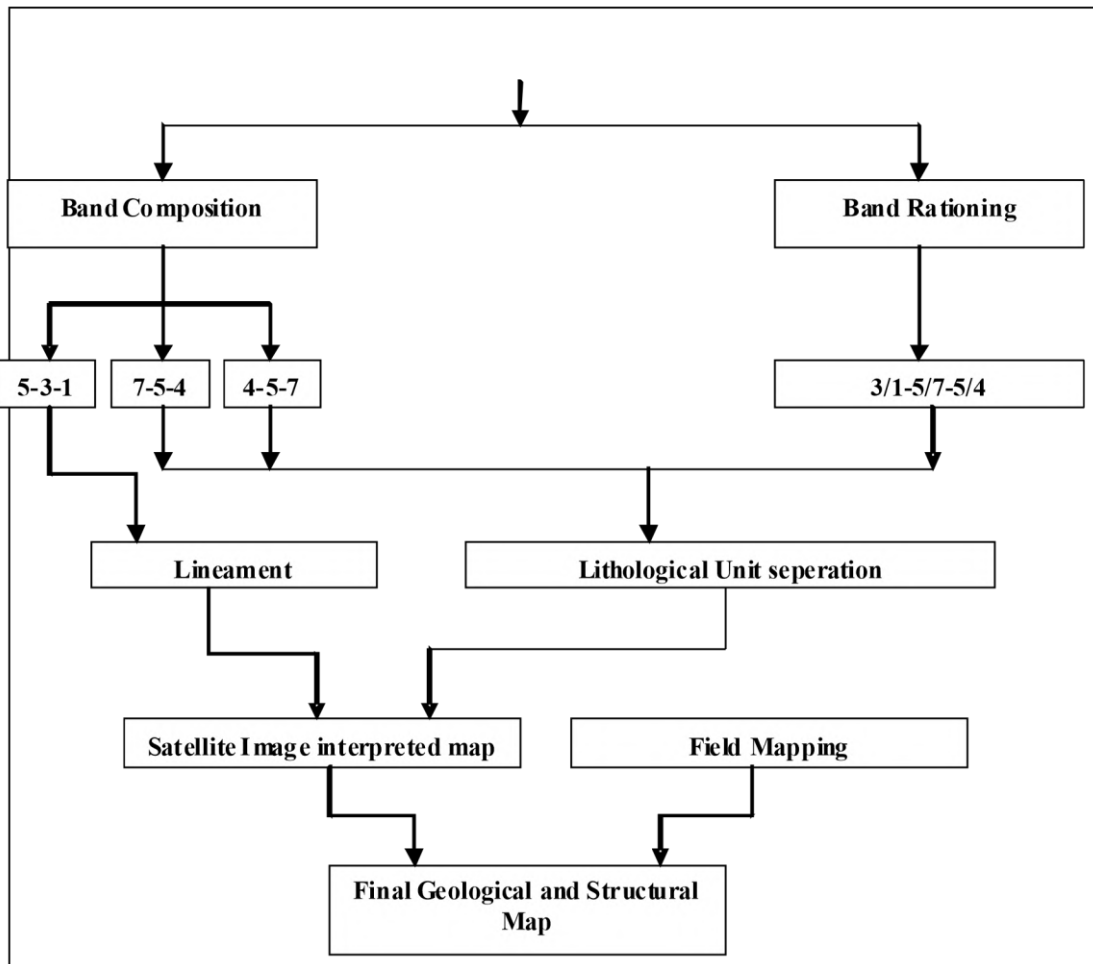 Band Composition
Band Rationing
5-3-1
7-5-4
4-5-7
3/1-5/7-5/4
Lineament
Lithological Unit seperation
Satellite Image interpreted map
Field Mapping
Final Geological and Structural
Map